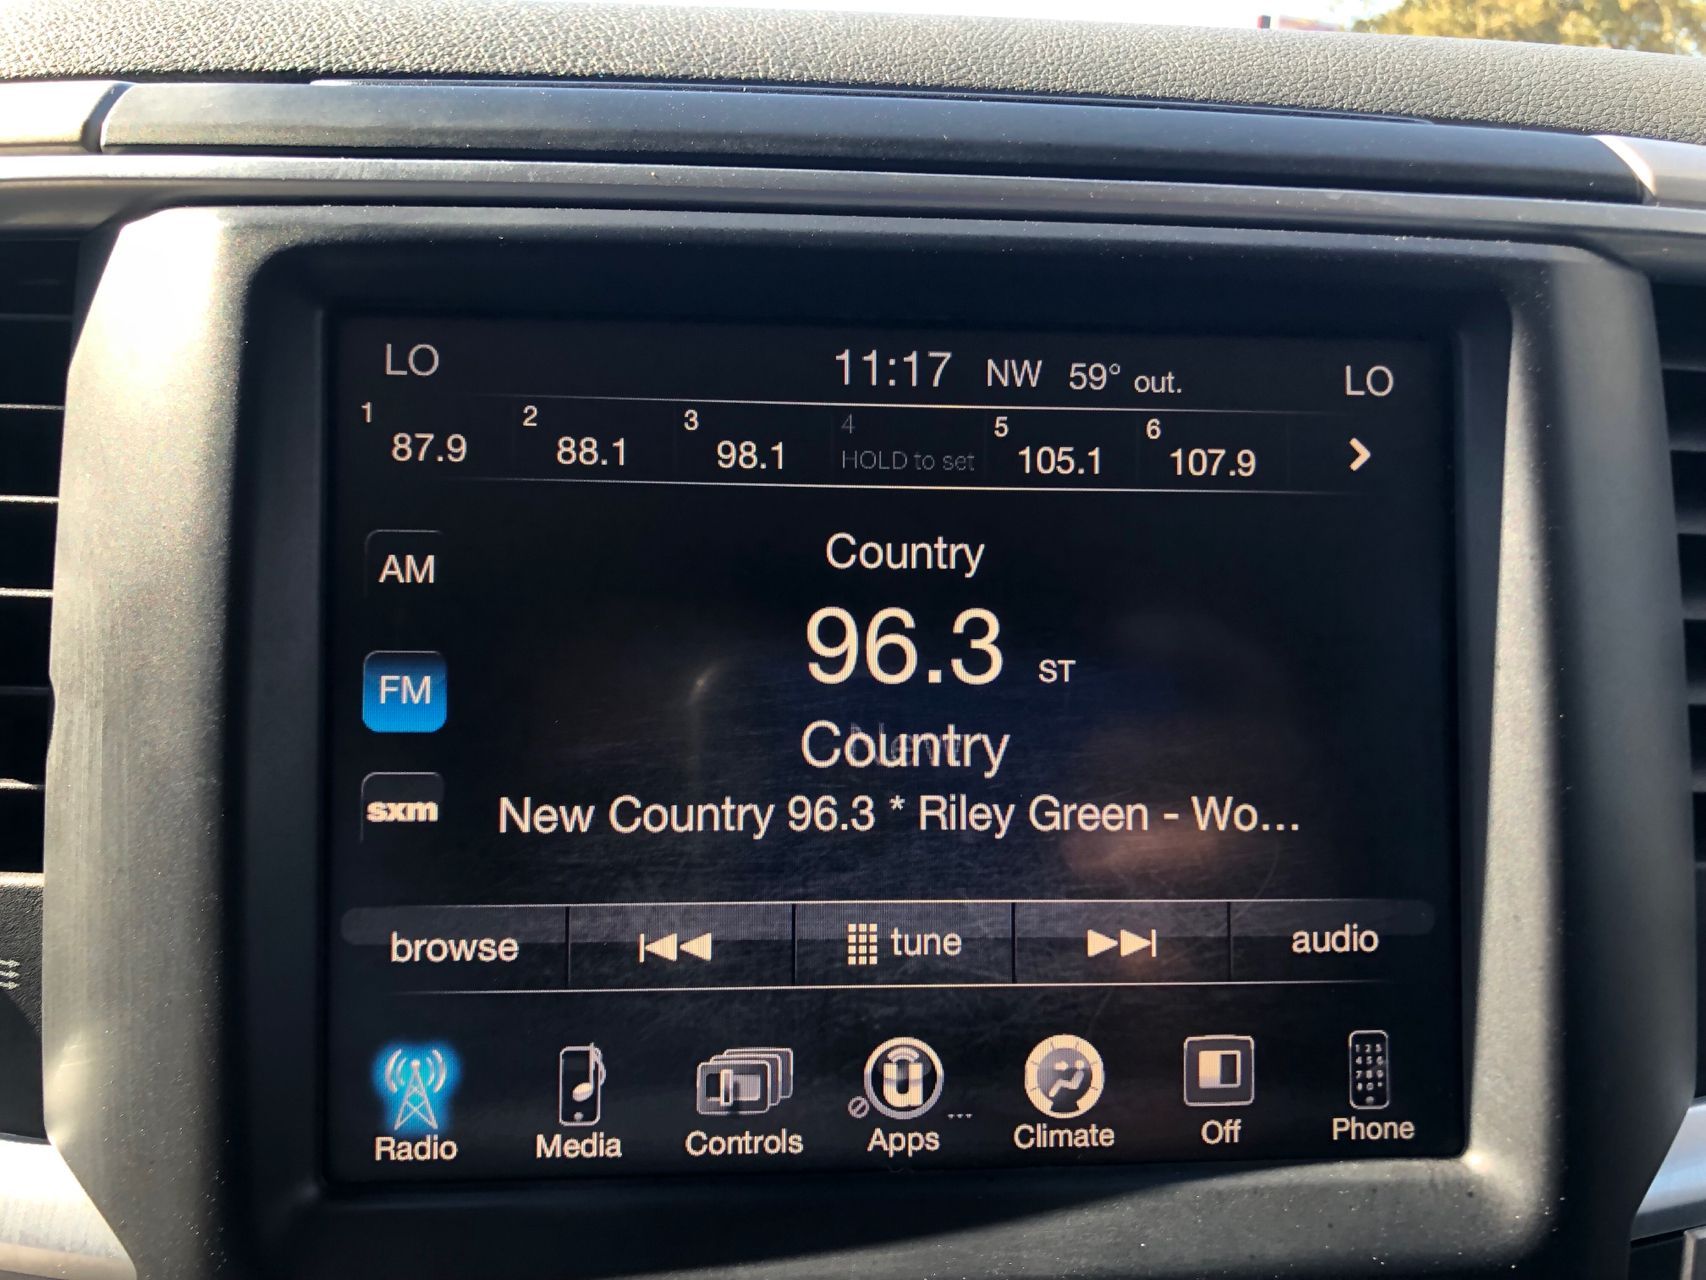 LO 11:17 NW 59° out. LO
1 87.9 2 88.1 3 98.1 4 HOLD to set 5 105.1 6 107.9
Country
AM
96.3 ST
FM
Country
New
sxm
New Country 96.3 * Riley Green - Wo...
browse tune audio
Radio Media Controls Apps ... Climate Off Phone